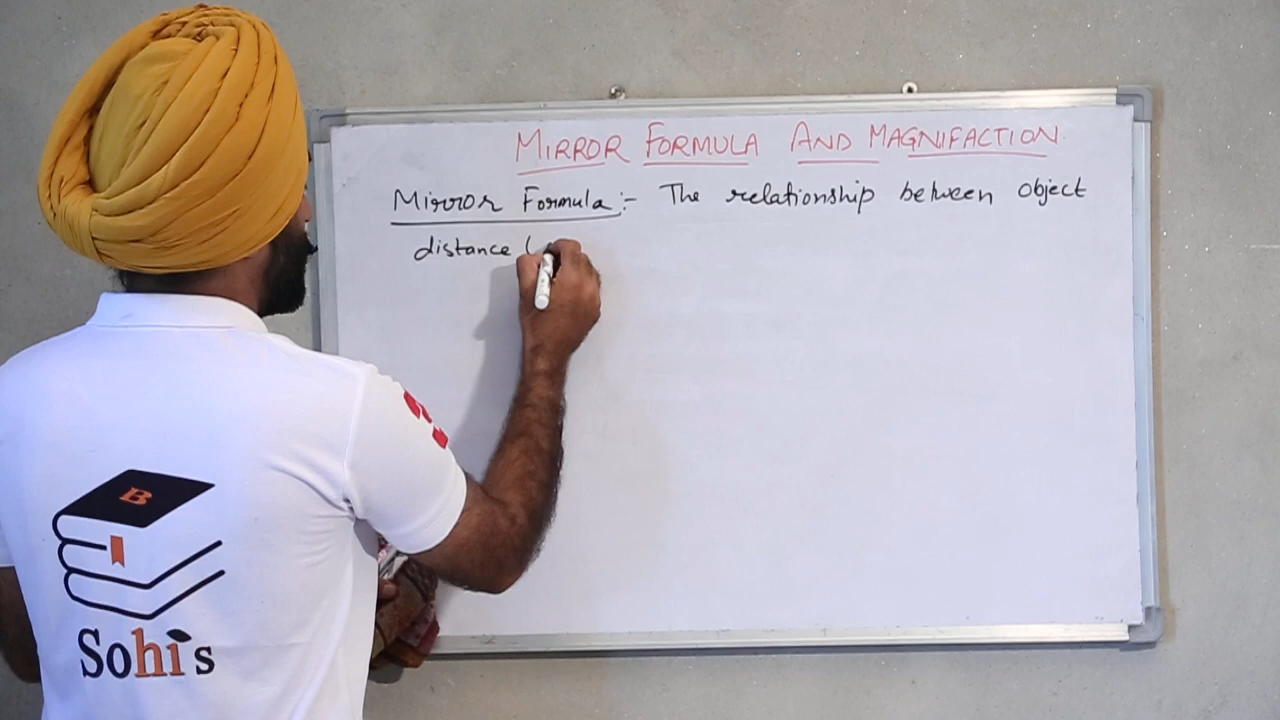 MIRROR FORMULA AND MAGNIFACTION.
Mirror Formula:- The relationship between object
distance (
B
Sohi's